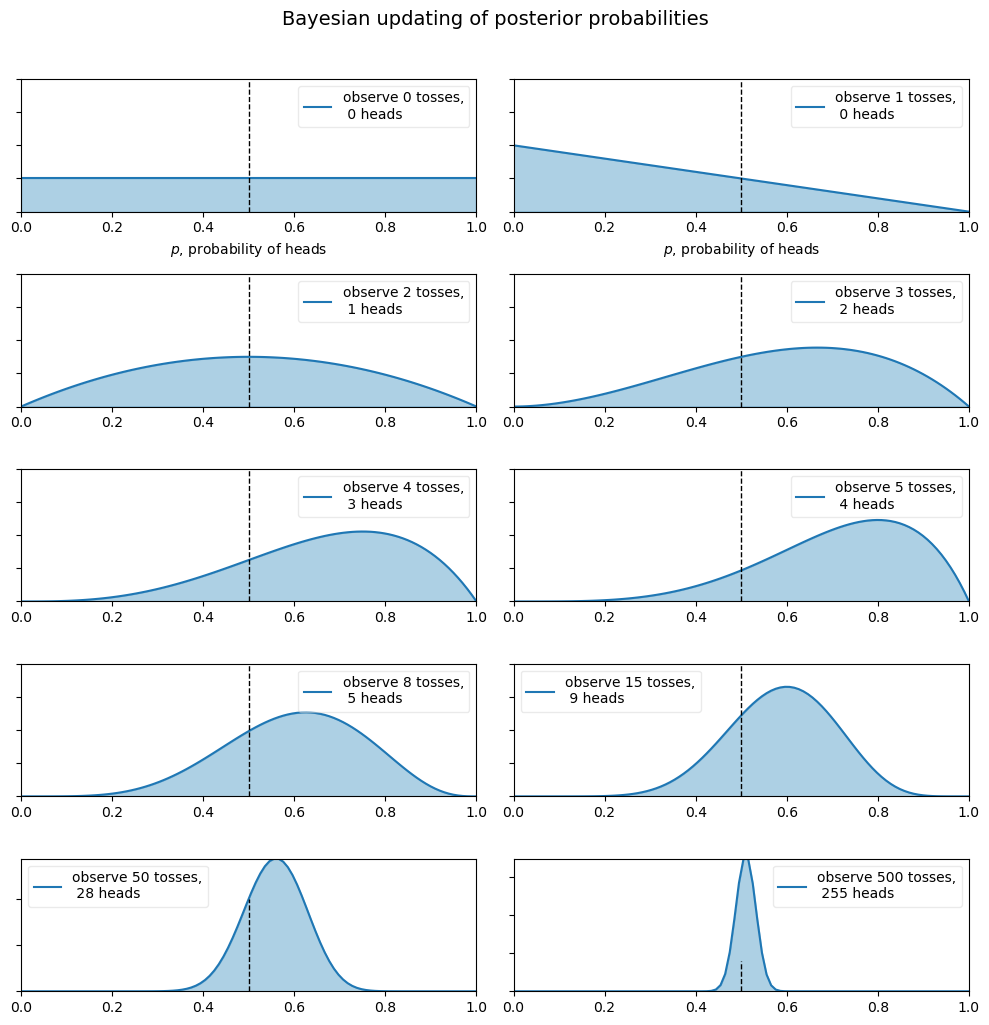 Bayesian updating of posterior probabilities
observe 0 tosses,
0 heads
0.0 0.2 0.4 0.6 0.8 1.0
p, probability of heads
observe 1 tosses,
0 heads
0.0 0.2 0.4 0.6 0.8 1.0
p, probability of heads
observe 2 tosses,
1 heads
0.0 0.2 0.4 0.6 0.8 1.0
observe 3 tosses,
2 heads
0.0 0.2 0.4 0.6 0.8 1.0
observe 4 tosses,
3 heads
0.0 0.2 0.4 0.6 0.8 1.0
observe 5 tosses,
4 heads
0.0 0.2 0.4 0.6 0.8 1.0
observe 8 tosses,
5 heads
0.0 0.2 0.4 0.6 0.8 1.0
observe 15 tosses,
9 heads
0.0 0.2 0.4 0.6 0.8 1.0
observe 50 tosses,
28 heads
0.0 0.2 0.4 0.6 0.8 1.0
observe 500 tosses,
255 heads
0.0 0.2 0.4 0.6 0.8 1.0